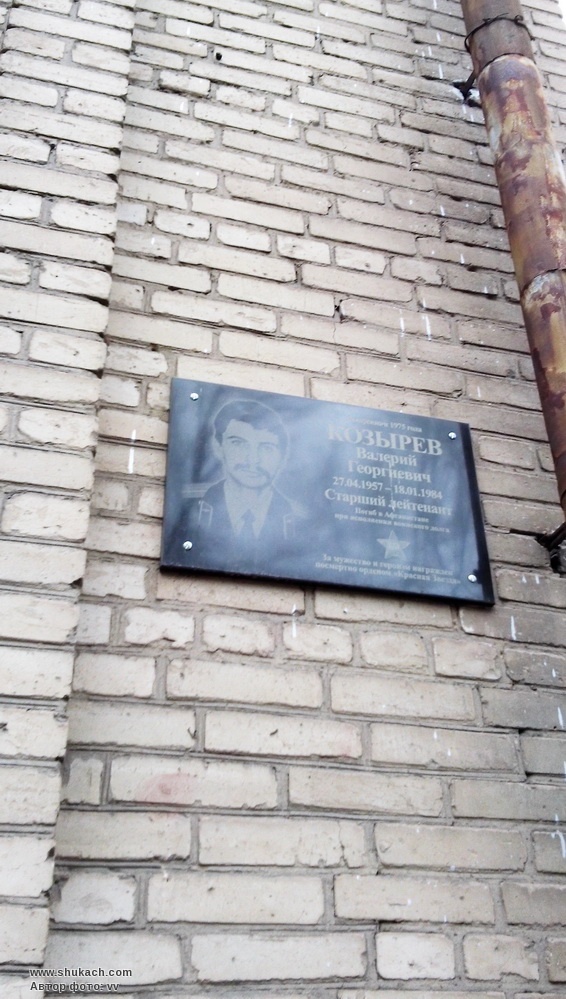 1975 года
КОЗЫРЕВ
Валерий
Георгиевич
27.04.1957 – 18.01.1984
Старший лейтенант
Погиб в Афганистане
при исполнении воинского долга
За мужество и героизм награжден
посмертно орденом «Красная Звезда»
www.shukach.com
Автор фото: vv